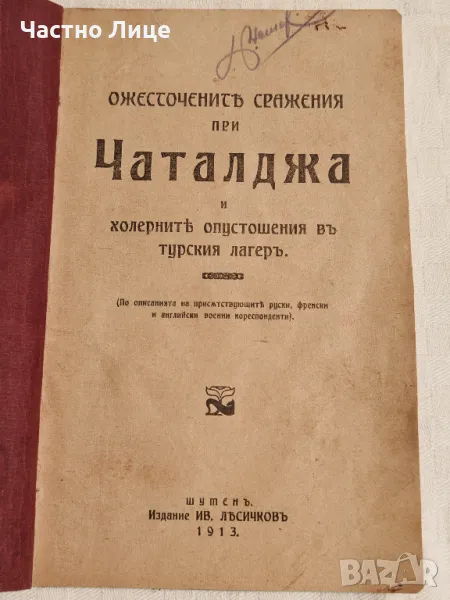 Частно Лице
ОЖЕСТОЧЕНИТѢ СРАЖЕНИЯ
ПРИ
ЧАТАЛДЖА
И
ХОЛЕРНИТѢ ОПУСТОШЕНИЯ ВЪ
ТУРСКИЯ ЛАГЕРЪ.
(По описанията на присѫтствующитѣ руски, френски
и английски военни кореспонденти).
ШУМЕНЪ.
Издание ИВ. ЛѢСИЧКОВЪ
1913.
BAZAR